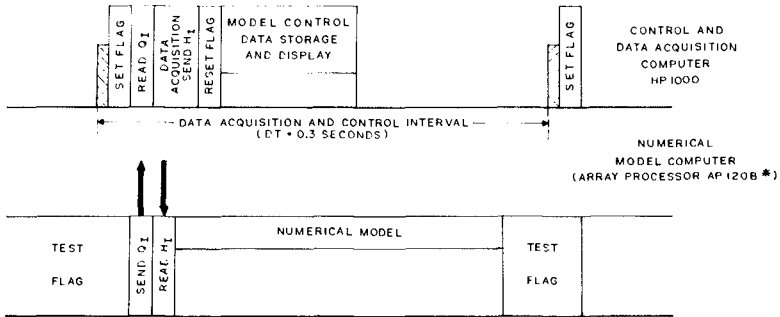 SET FLAG
READ QI
DATA
ACQUISITION
SEND HI
RESET FLAG
MODEL CONTROL
DATA STORAGE
AND DISPLAY
SET FLAG
CONTROL AND
DATA ACQUISITION
COMPUTER
HP1000
DATA ACQUISITION AND CONTROL INTERVAL
(DT = 0.3 SECONDS)
NUMERICAL
MODEL COMPUTER
(ARRAY PROCESSOR AP 120B *)
TEST
FLAG
SEND QI
READ HI
NUMERICAL MODEL
TEST
FLAG